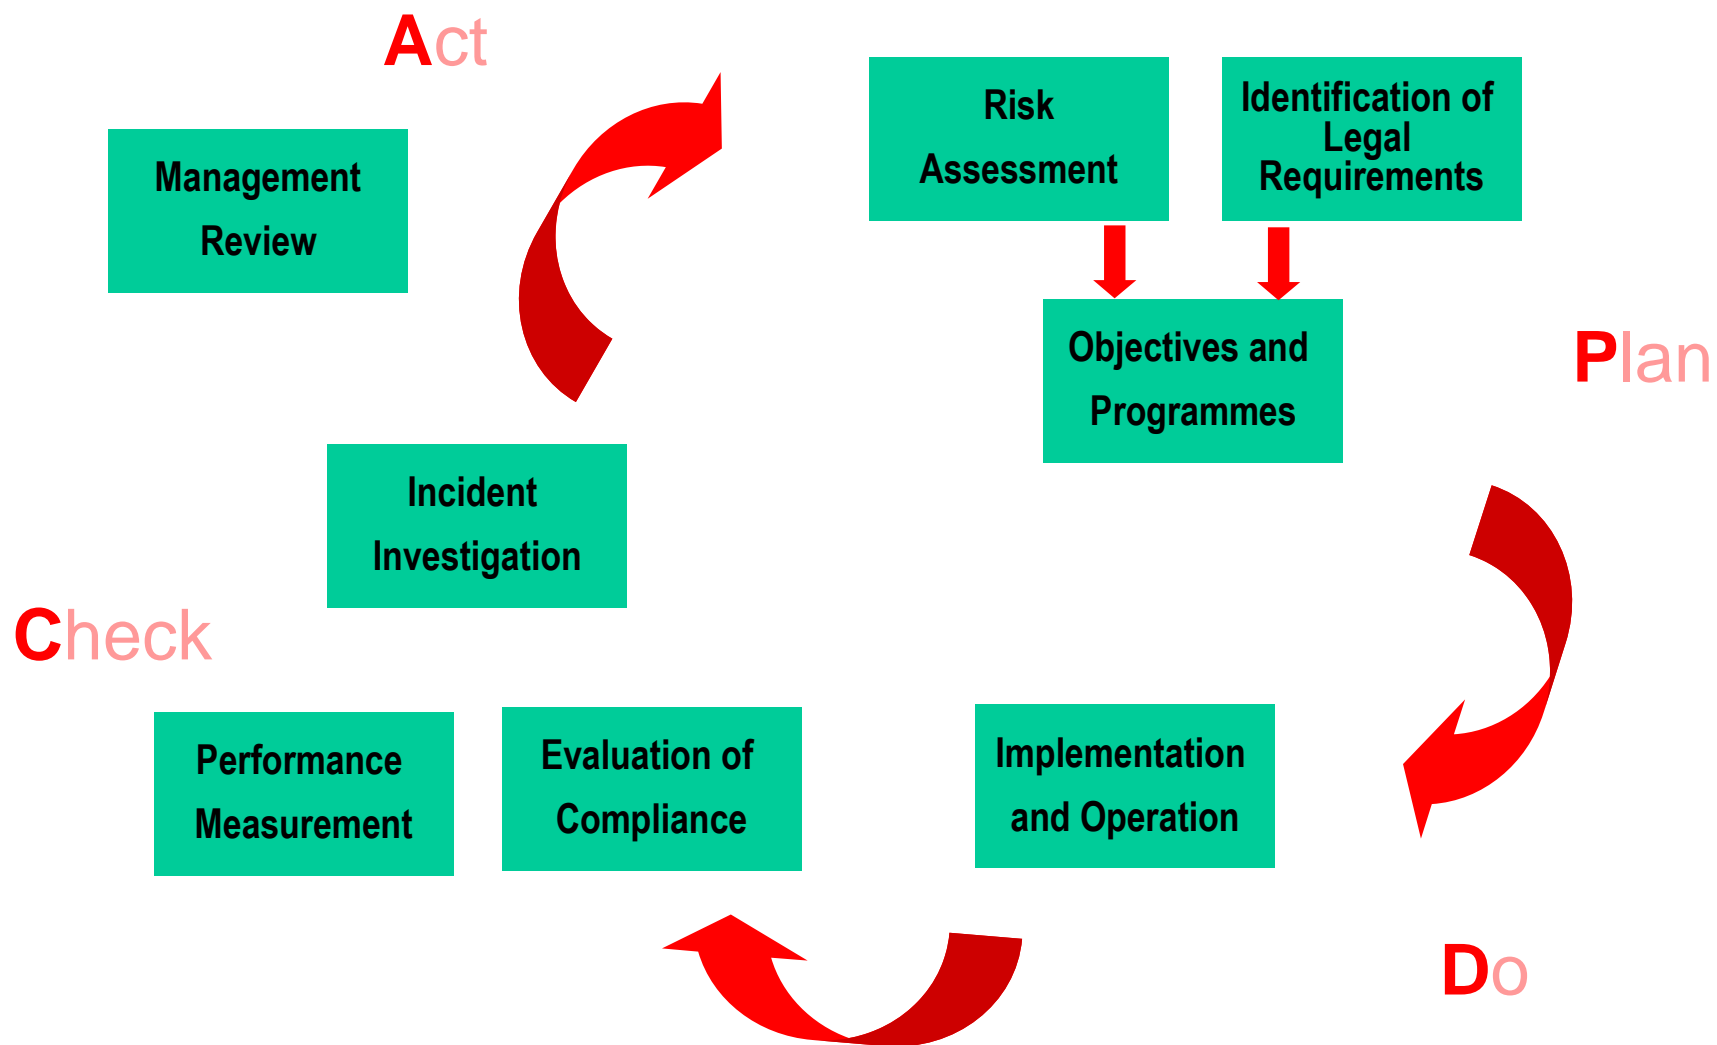 Act
Management
Review
Risk
Assessment
Identification of
Legal
Requirements
Objectives and
Programmes
Plan
Incident
Investigation
Check
Performance
Measurement
Evaluation of
Compliance
Implementation
and Operation
Do